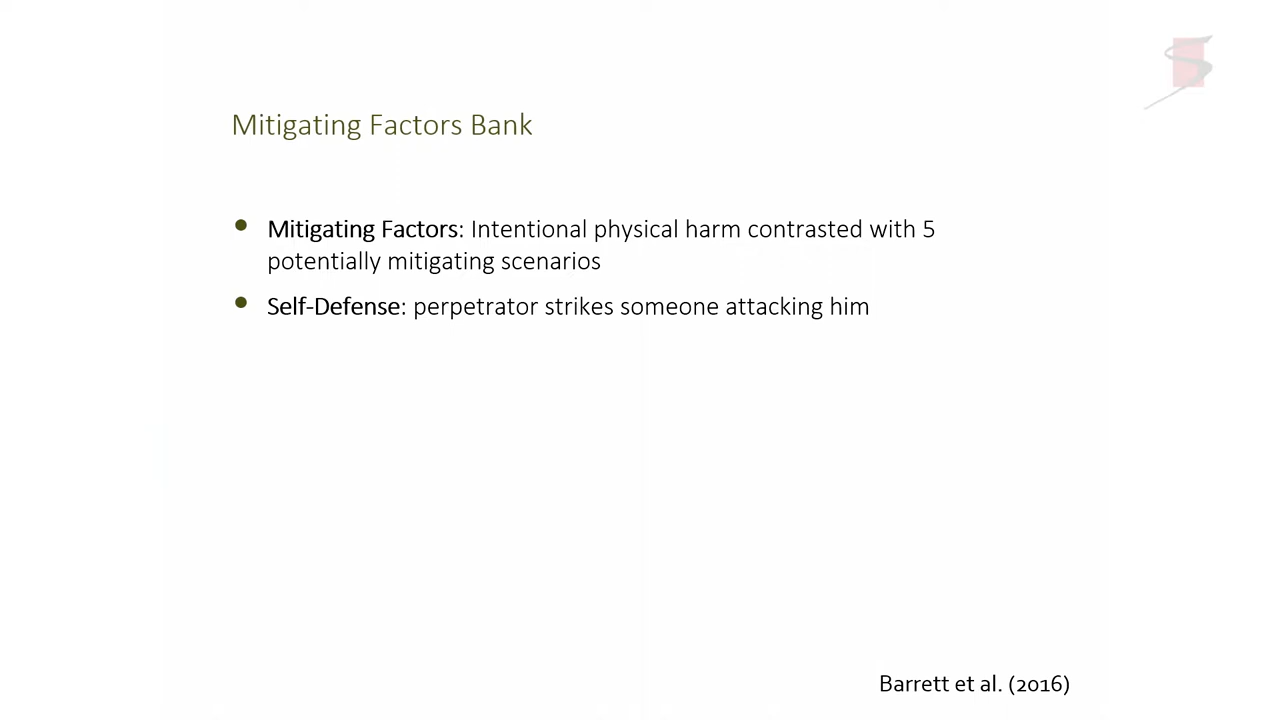 Mitigating Factors Bank
Mitigating Factors: Intentional physical harm contrasted with 5
potentially mitigating scenarios
Self-Defense: perpetrator strikes someone attacking him
Barrett et al. (2016)